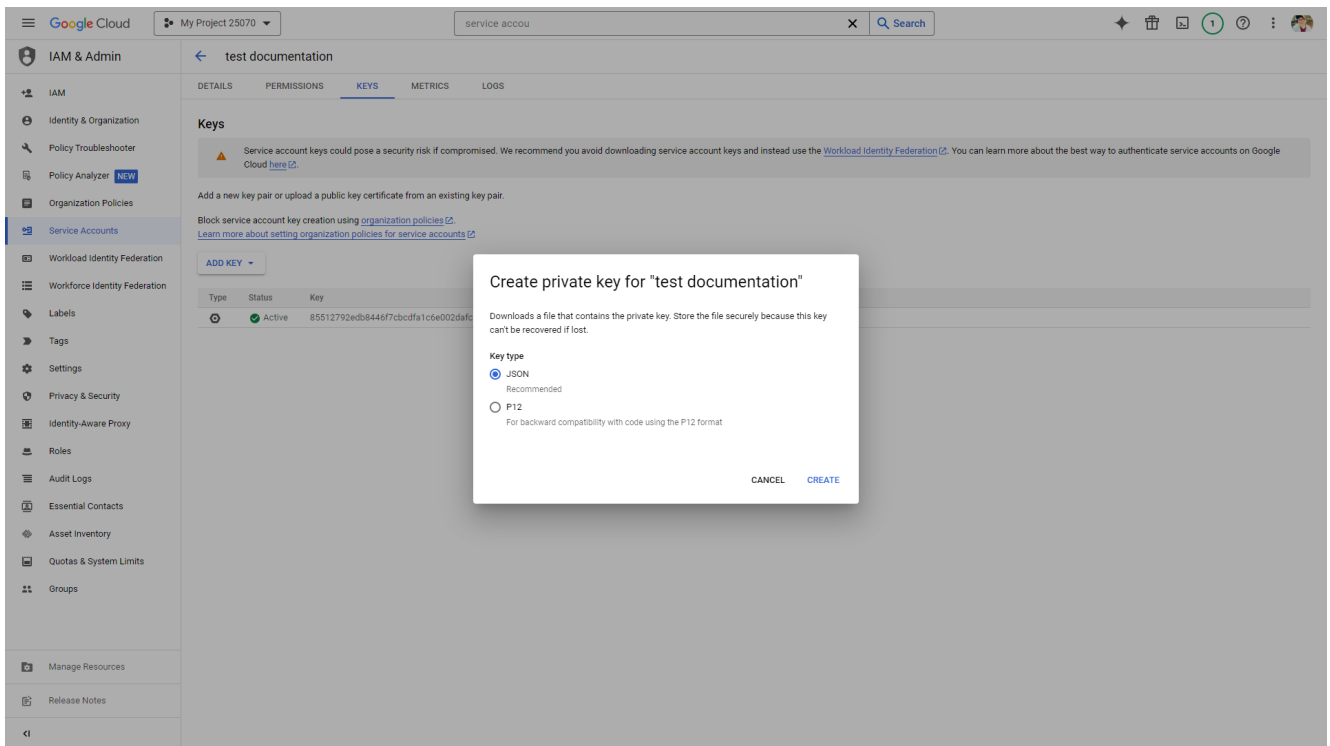 Google Cloud
My Project 25070
service accou
Search
1
IAM & Admin
test documentation
DETAILS
PERMISSIONS
KEYS
METRICS
LOGS
IAM
Identity & Organization
Policy Troubleshooter
Policy Analyzer NEW
Organization Policies
Service Accounts
Workload Identity Federation
Workforce Identity Federation
Labels
Tags
Settings
Privacy & Security
Identity-Aware Proxy
Roles
Audit Logs
Essential Contacts
Asset Inventory
Quotas & System Limits
Groups
Manage Resources
Release Notes
Keys
Service account keys could pose a security risk if compromised. We recommend you avoid downloading service account keys and instead use the Workload Identity Federation. You can learn more about the best way to authenticate service accounts on Google
Cloud here.
Add a new key pair or upload a public key certificate from an existing key pair.
Block service account key creation using organization policies.
Learn more about setting organization policies for service accounts
ADD KEY
Type Status Key
Active 85512792edb8446f7cbcdfa1c6e002dafc
Create private key for "test documentation"
Downloads a file that contains the private key. Store the file securely because this key
can't be recovered if lost.
Key type
JSON
Recommended
P12
For backward compatibility with code using the P12 format
CANCEL
CREATE